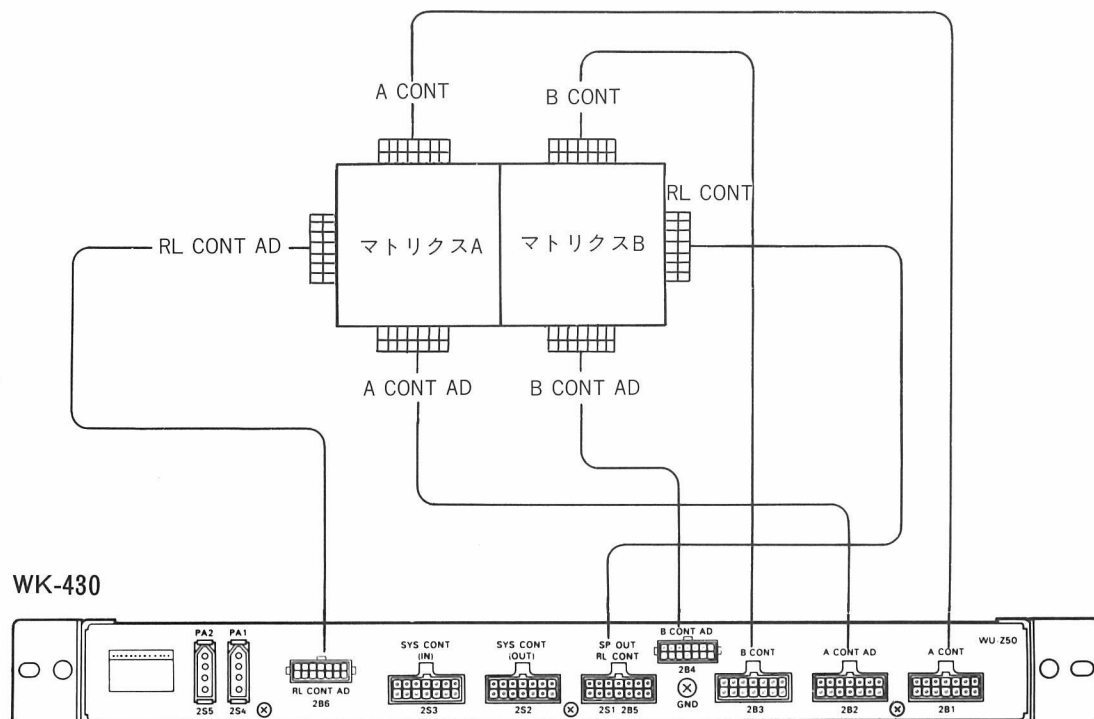 A CONT
B CONT
RL CONT
RL CONT AD
マトリクスA
マトリクスB
A CONT AD
B CONT AD
WK-430
PA2
2S5
PA1
2S4
RL CONT AD
2B6
SYS CONT
(IN)
2S3
SYS CONT
(OUT)
2S2
SP OUT
RL CONT
2S1 2B5
B CONT AD
2B4
GND
B CONT
2B3
A CONT AD
2B2
A CONT
2B1
WU-Z50